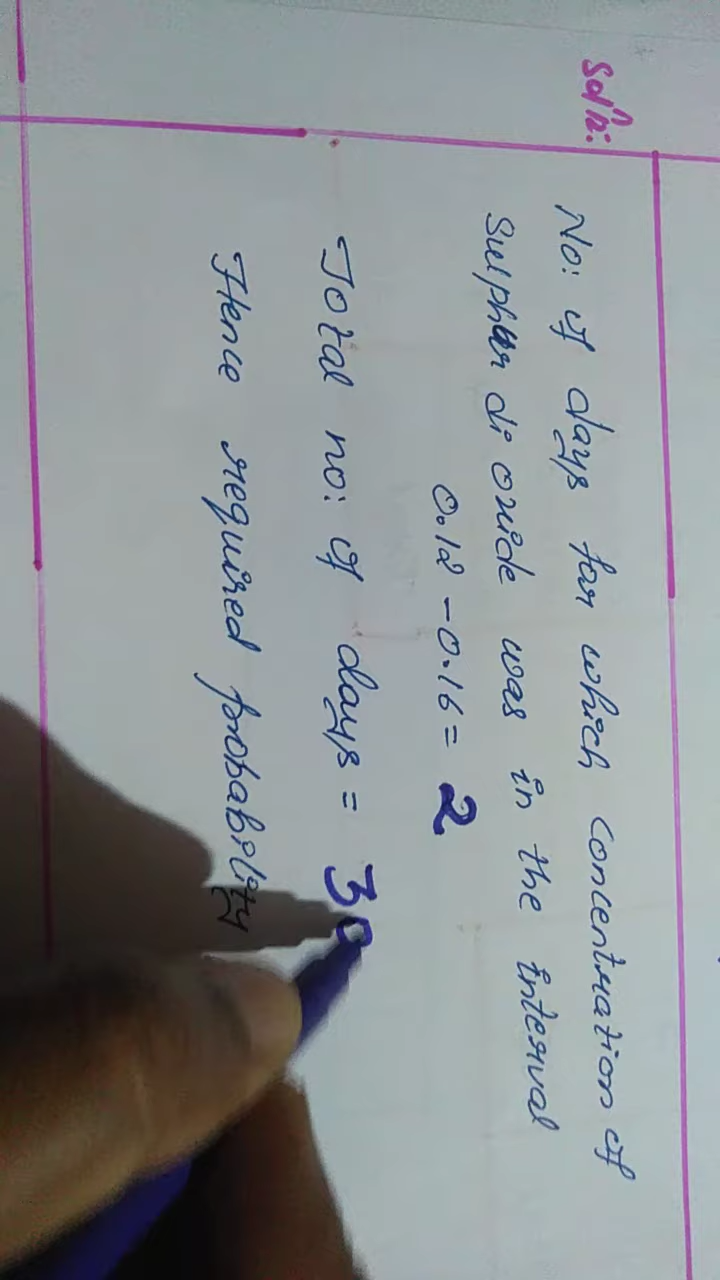 Soln:
No: of days for which concentration of
Sulphur di oxide was in the interval
0.12 - 0.16 = 2
Total no: of days = 30
Hence required probability